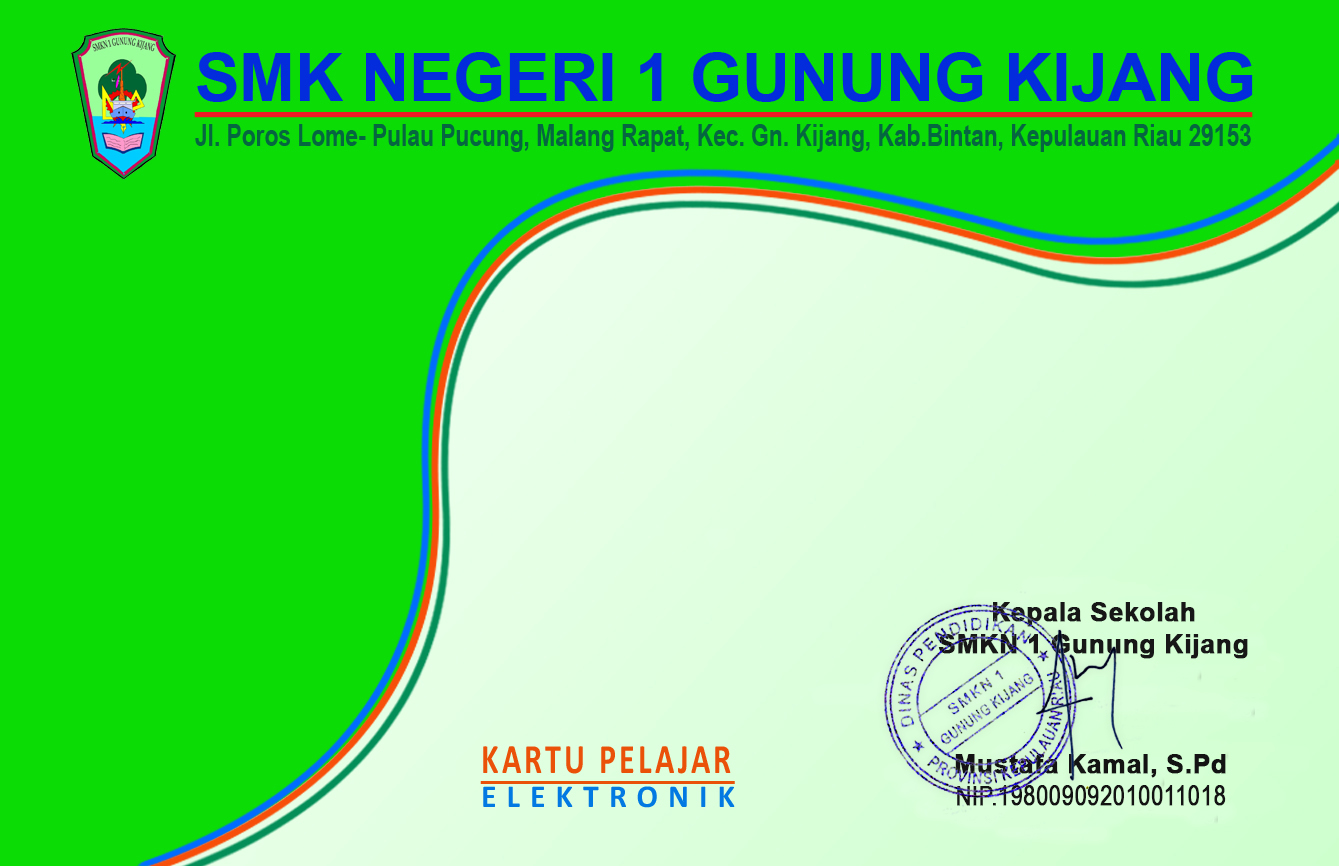 SMKN 1 GUNUNG KIJANG
SMK NEGERI 1 GUNUNG KIJANG
Jl. Poros Lome- Pulau Pucung, Malang Rapat, Kec. Gn. Kijang, Kab.Bintan, Kepulauan Riau 29153
Kepala Sekolah
SMKN 1 Gunung Kijang
DINAS PENDIDIKAN
SMKN 1
GUNUNG KIJANG
PROVINSI KEPULAUAN RIAU
Mustafa Kamal, S.Pd
NIP.198009092010011018
KARTU PELAJAR
ELEKTRONIK